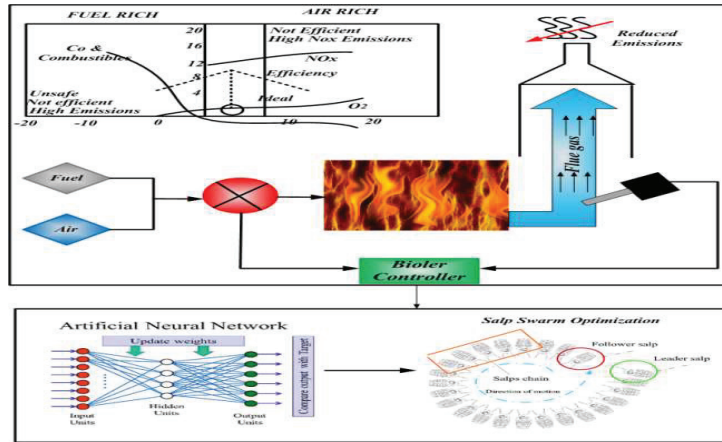 FUEL RICH
AIR RICH
Co &
Combustibles
20
16
12
8
4
0
Not Efficient
High Nox Emissions
NOx
Efficiency
Ideal
O2
Unsafe
Not efficient
High Emissions
-20
-10
0
10
20
Reduced
Emissions
Flue gas
Fuel
Air
Bioler
Controller
Artificial Neural Network
Update weights
Compare output with Target
Input
Units
Hidden
Units
Output
Units
Salp Swarm Optimization
Follower salp
Leader salp
Salps chain
Direction of motion